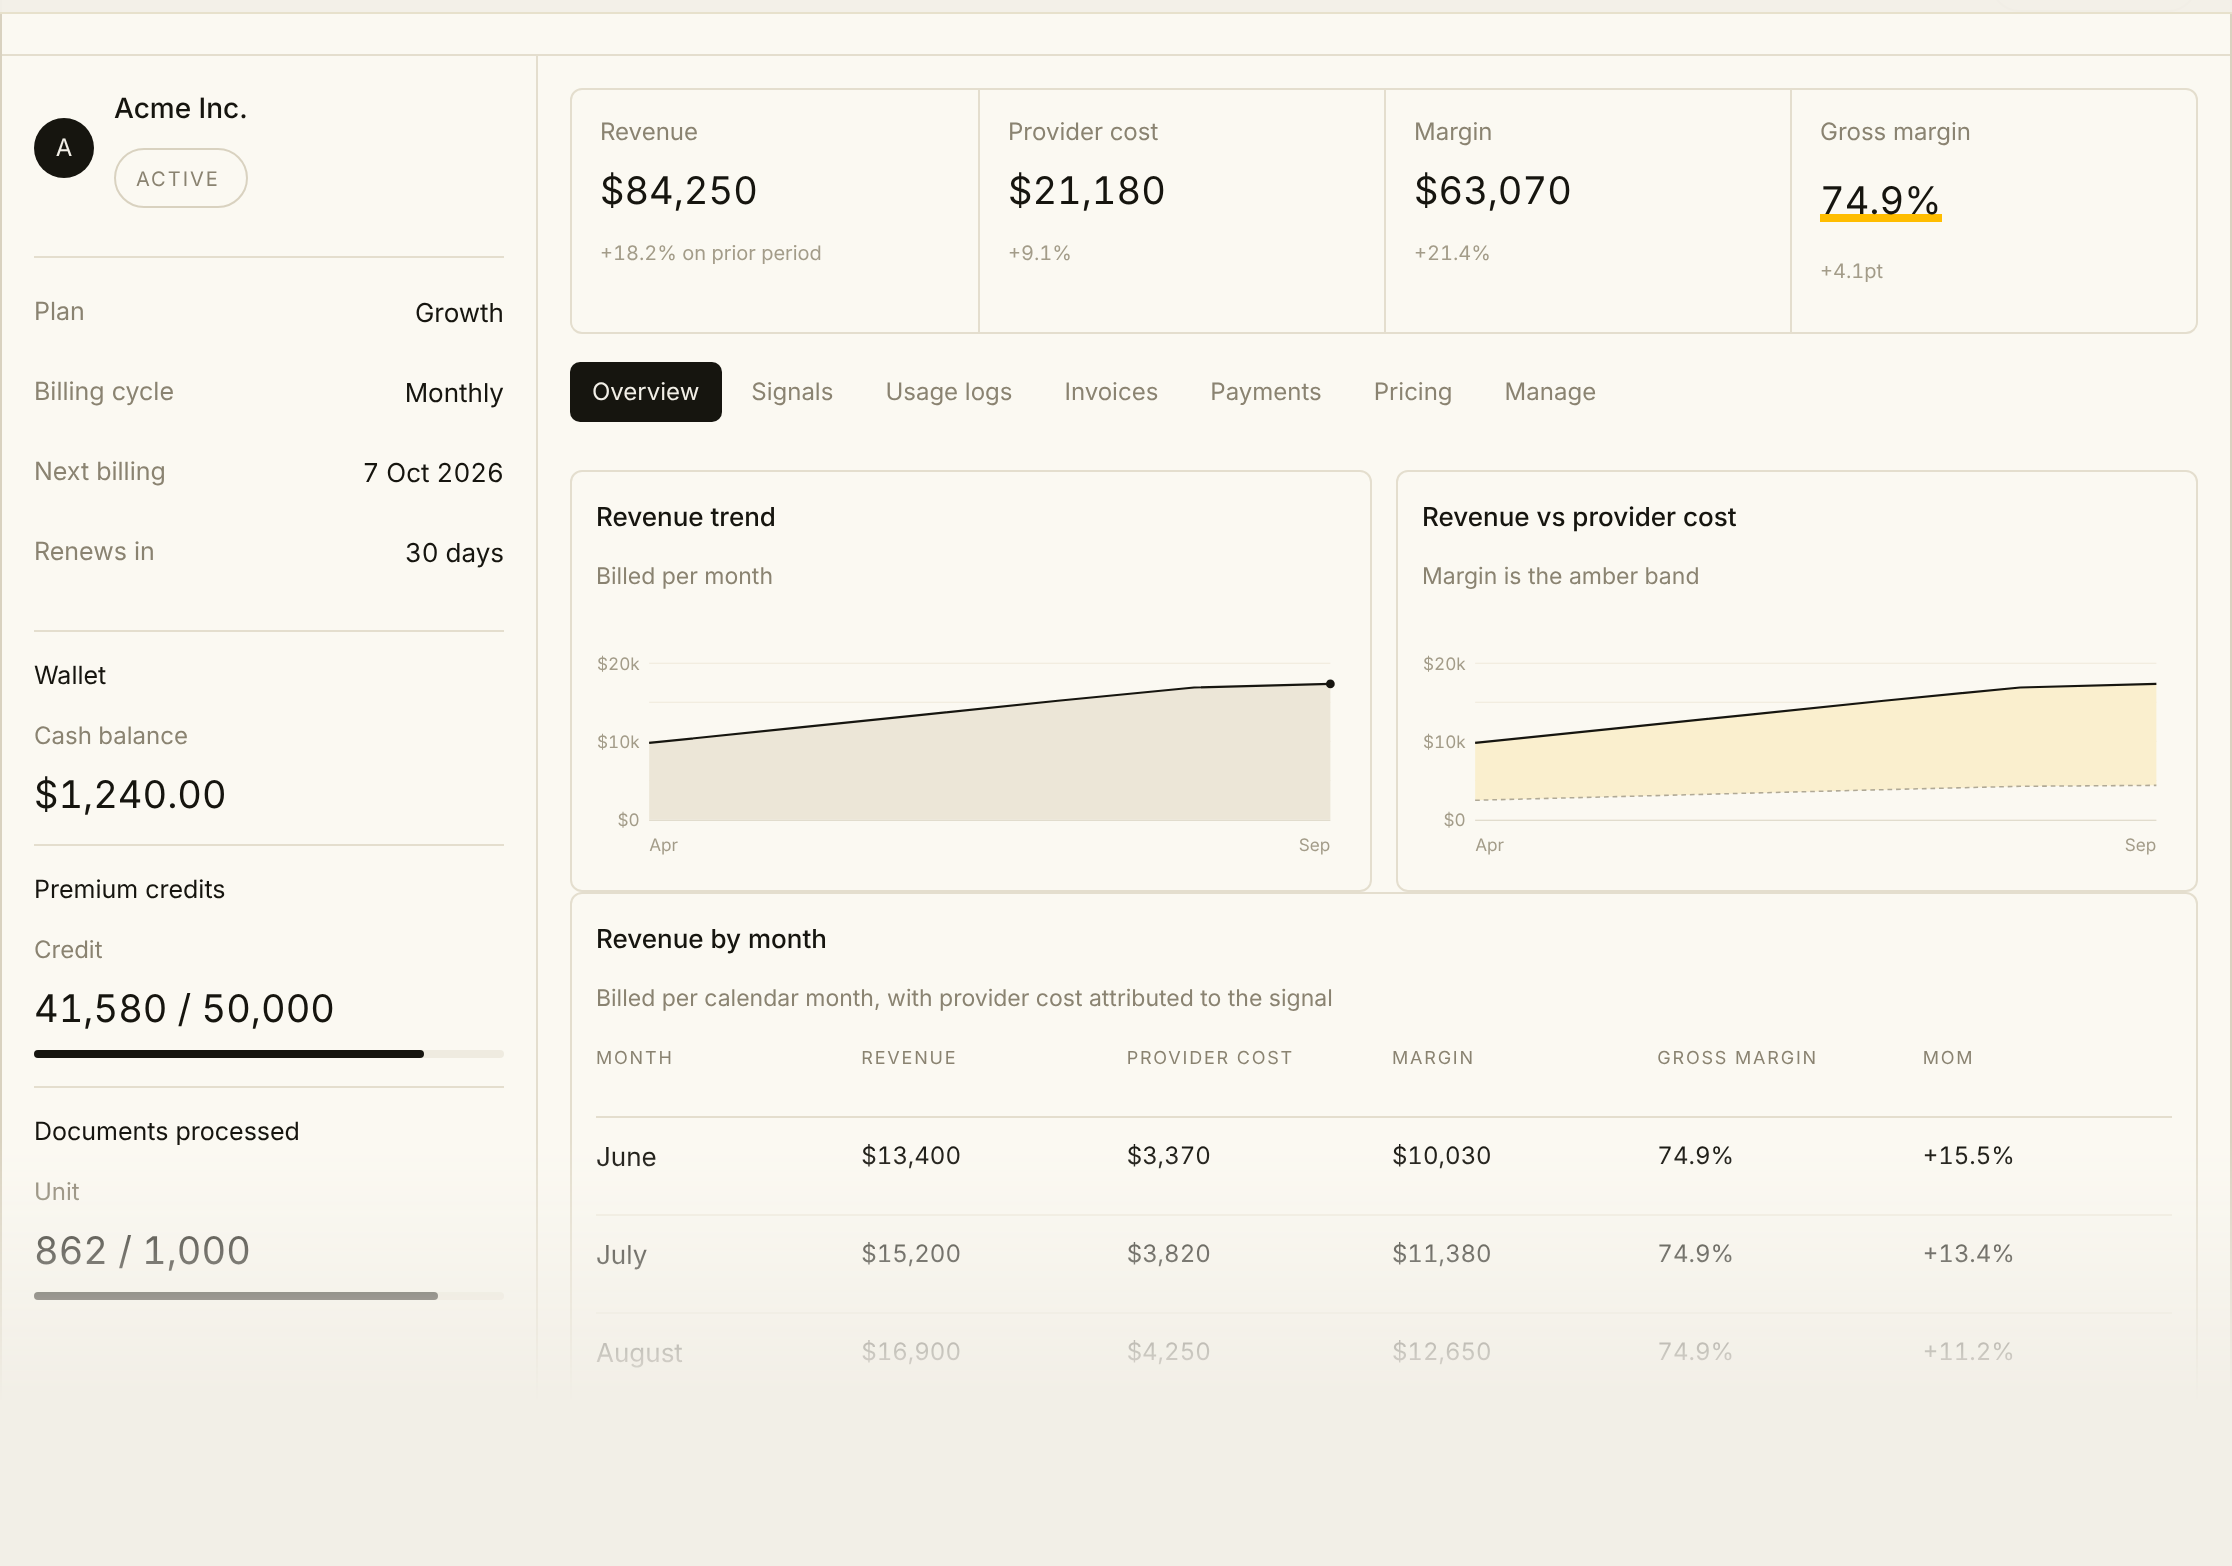 A
Acme Inc.
ACTIVE
Plan Growth
Billing cycle Monthly
Next billing 7 Oct 2026
Renews in 30 days
Wallet
Cash balance
$1,240.00
Premium credits
Credit
41,580 / 50,000
Documents processed
Unit
862 / 1,000
Revenue
$84,250
+18.2% on prior period
Provider cost
$21,180
+9.1%
Margin
$63,070
+21.4%
Gross margin
74.9%
+4.1pt
Overview Signals Usage logs Invoices Payments Pricing Manage
Revenue trend
Billed per month
$20k
$10k
$0
Apr Sep
Revenue vs provider cost
Margin is the amber band
$20k
$10k
$0
Apr Sep
Revenue by month
Billed per calendar month, with provider cost attributed to the signal
MONTH REVENUE PROVIDER COST MARGIN GROSS MARGIN MOM
June $13,400 $3,370 $10,030 74.9% +15.5%
July $15,200 $3,820 $11,380 74.9% +13.4%
August $16,900 $4,250 $12,650 74.9% +11.2%